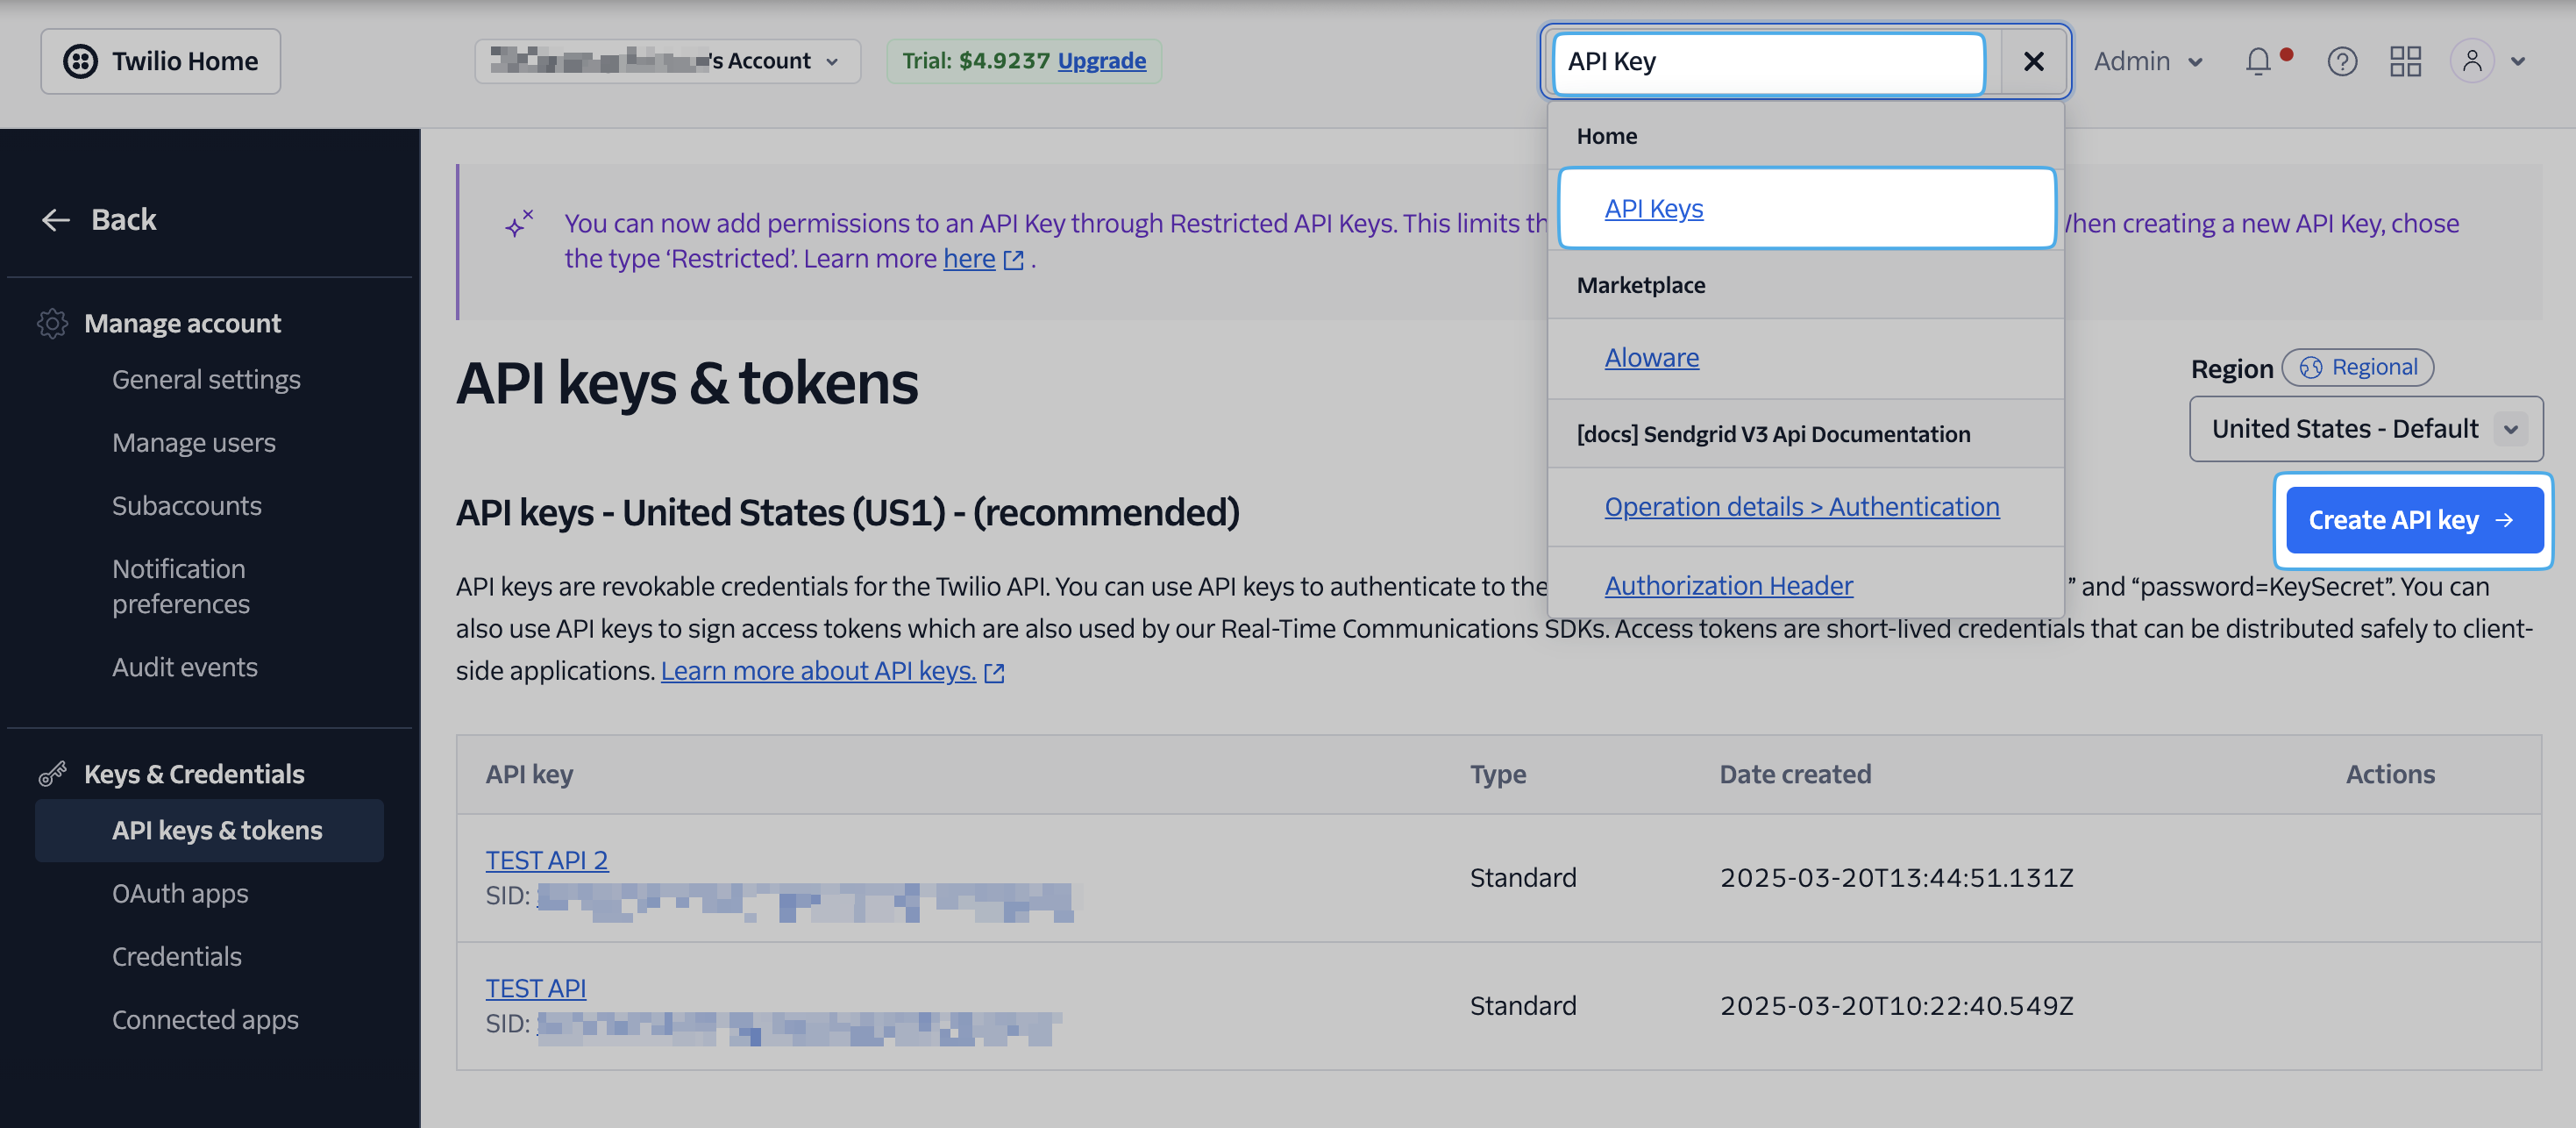 Twilio Home
's Account
Trial: $4.9237 Upgrade
API Key
Admin
Home
API Keys
Marketplace
Aloware
[docs] Sendgrid V3 Api Documentation
Operation details > Authentication
Authorization Header
Back
Manage account
General settings
Manage users
Subaccounts
Notification
preferences
Audit events
Keys & Credentials
API keys & tokens
OAuth apps
Credentials
Connected apps
You can now add permissions to an API Key through Restricted API Keys. This limits hen creating a new API Key, chose
the type ‘Restricted’. Learn more here .
API keys & tokens
Region Regional
United States - Default
API keys - United States (US1) - (recommended)
Create API key
API keys are revokable credentials for the Twilio API. You can use API keys to authenticate to the ” and “password=KeySecret”. You can
also use API keys to sign access tokens which are also used by our Real-Time Communications SDKs. Access tokens are short-lived credentials that can be distributed safely to client-
side applications. Learn more about API keys.
API key Type Date created Actions
TEST API 2
SID:
Standard 2025-03-20T13:44:51.131Z
TEST API
SID:
Standard 2025-03-20T10:22:40.549Z